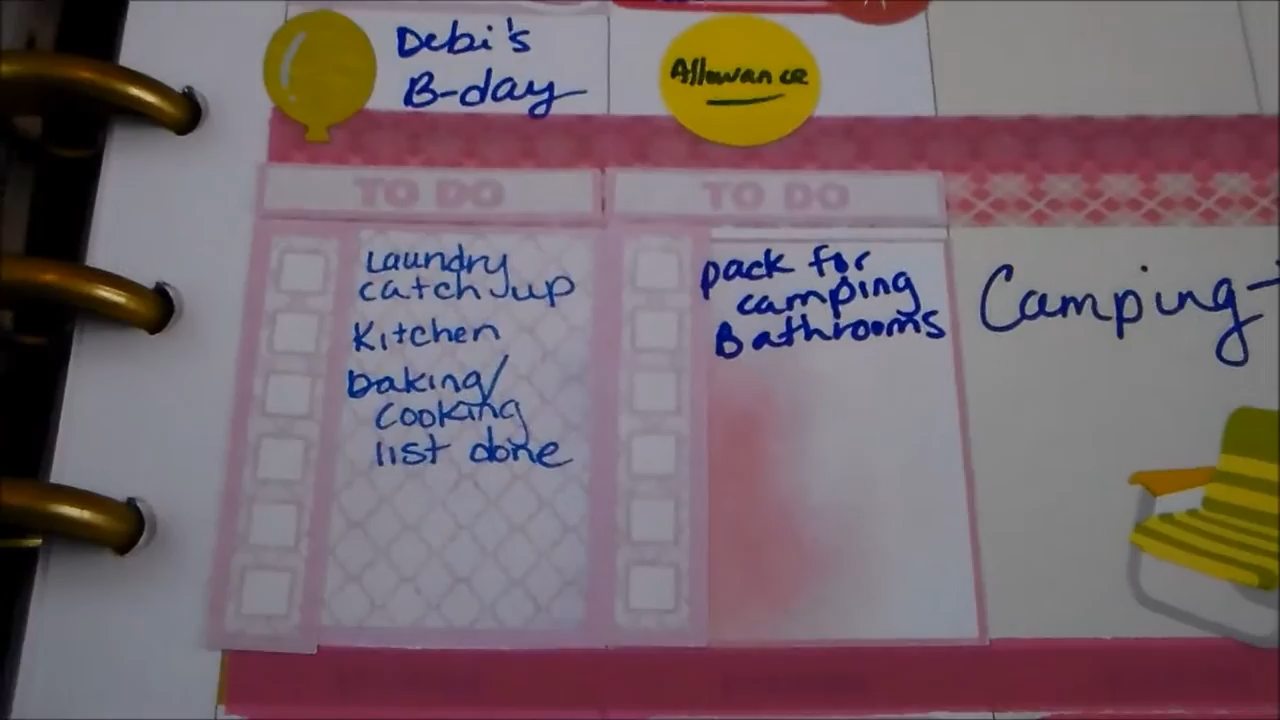 Debi's
B-day
Allowance
TO DO
Laundry
catch up
Kitchen
baking/
cooking
list done
TO DO
pack for
camping
Bathrooms
Camping-